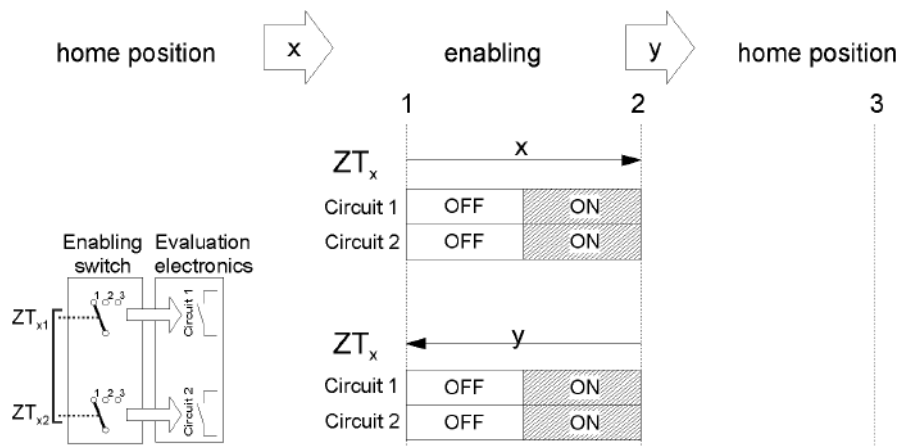 home position x enabling y home position
1 2 3
ZTx x
Circuit 1 OFF ON
Circuit 2 OFF ON
Enabling switch
Evaluation electronics
ZTx1 1 2 3 Circuit 1
ZTx2 1 2 3 Circuit 2
ZTx y
Circuit 1 OFF ON
Circuit 2 OFF ON